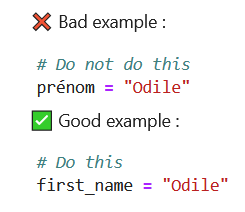 ❌ Bad example :
# Do not do this
prénom = "Odile"
✅ Good example :
# Do this
first_name = "Odile"